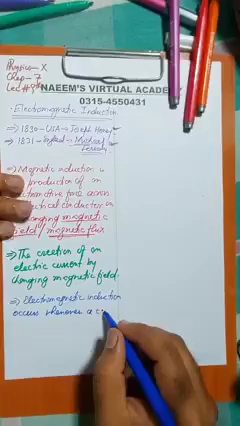 Physics - X
Chap - 7
Lec # 8
NAEEM'S VIRTUAL ACADE
0315-4550431
Electromagnetic Induction
⇒ 1830 → USA → Joseph Henry
⇒ 1831 → England → Michael
Faraday
⇒ Magnetic induction is
production of an
electromotive force across
electrical conductor in
changing magnetic
field / magnetic flux
⇒ The creation of an
electric current by
changing magnetic field.
⇒ Electromagnetic induction
occurs whenever a c